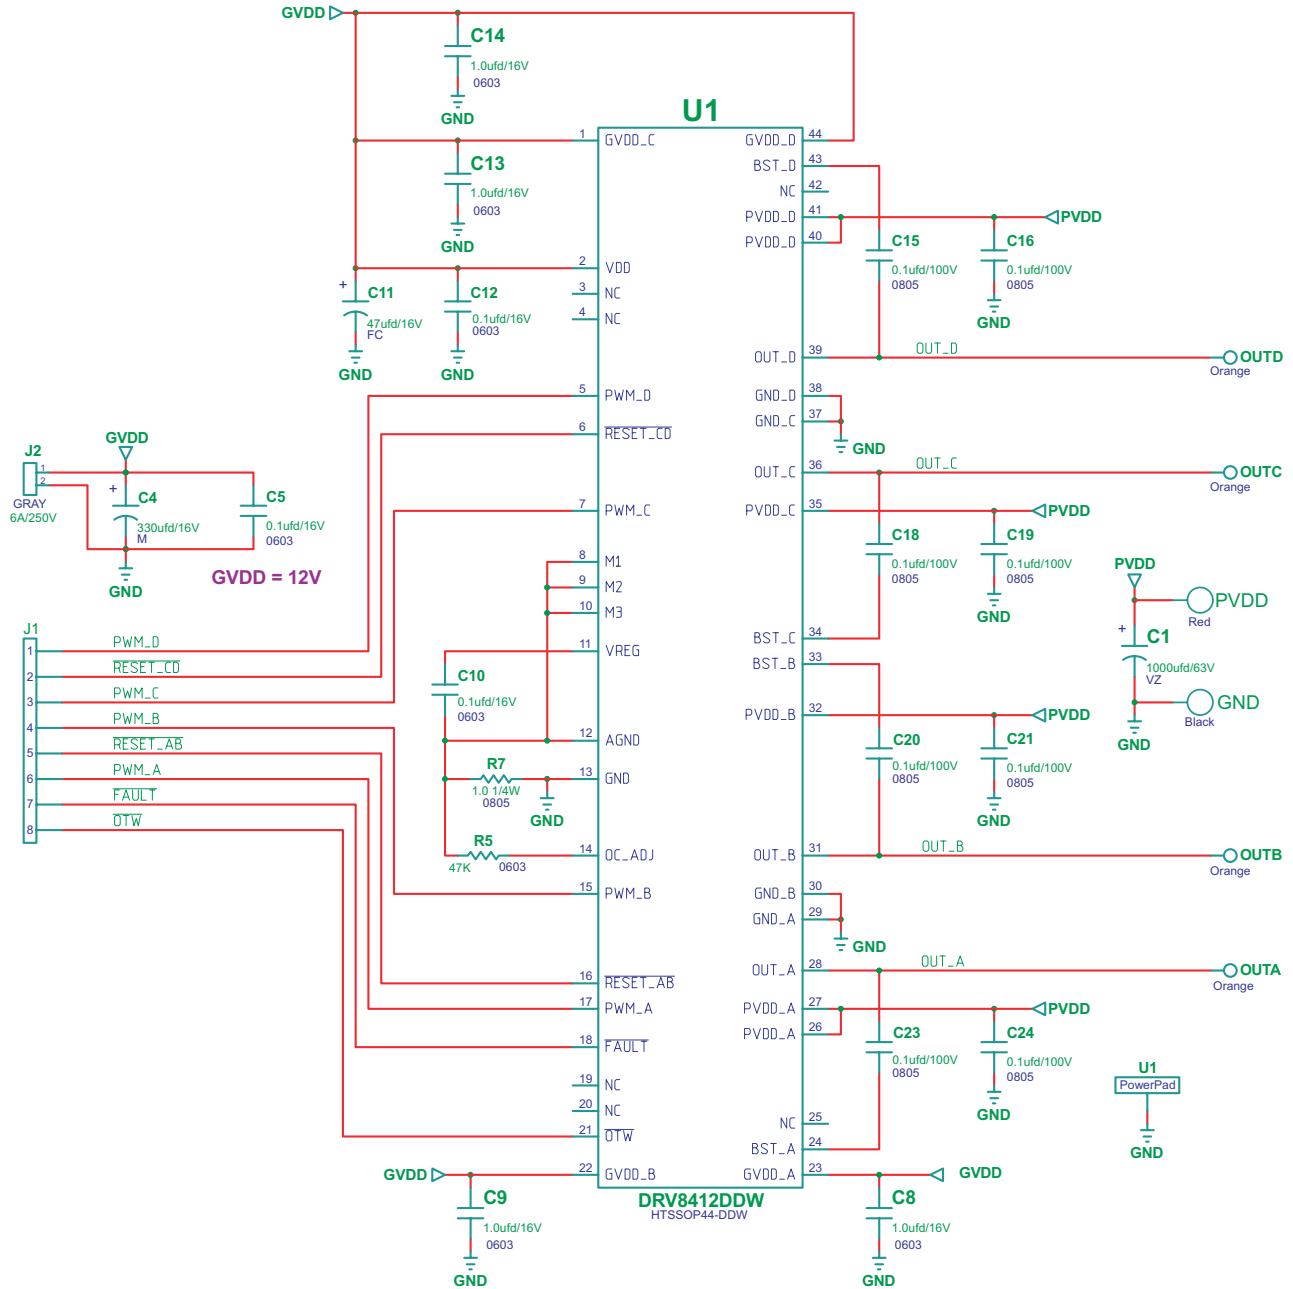 GVDD
C14
1.0ufd/16V
0603
GND
U1
1 GVDD_C
GVDD_D 44
C13
1.0ufd/16V
0603
GND
BST_D 43
NC 42
PVDD_D 41
PVDD_D 40
PVDD
C15
0.1ufd/100V
0805
C16
0.1ufd/100V
0805
GND
2 VDD
3 NC
4 NC
+
C11
47ufd/16V
FC
GND
C12
0.1ufd/16V
0603
GND
OUT_D 39
OUT_D
OUTD
Orange
5 PWM_D
6 RESET_CD
GND_D 38
GND_C 37
GND
J2
1
2
GRAY
6A/250V
GVDD
+
C4
330ufd/16V
M
GND
C5
0.1ufd/16V
0603
GVDD = 12V
OUT_C 36
OUT_C
OUTC
Orange
7 PWM_C
PVDD_C 35
PVDD
C18
0.1ufd/100V
0805
C19
0.1ufd/100V
0805
GND
8 M1
9 M2
10 M3
11 VREG
BST_C 34
BST_B 33
PVDD
PVDD
Red
+
C1
1000ufd/63V
VZ
GND
Black
GND
J1
1 PWM_D
2 RESET_CD
3 PWM_C
4 PWM_B
5 RESET_AB
6 PWM_A
7 FAULT
8 OTW
C10
0.1ufd/16V
0603
12 AGND
13 GND
R7
1.0 1/4W
0805
GND
R5
47K 0603
14 OC_ADJ
15 PWM_B
PVDD_B 32
PVDD
C20
0.1ufd/100V
0805
C21
0.1ufd/100V
0805
GND
OUT_B 31
OUT_B
OUTB
Orange
GND_B 30
GND_A 29
GND
16 RESET_AB
17 PWM_A
18 FAULT
19 NC
20 NC
21 OTW
OUT_A 28
OUT_A
OUTA
Orange
PVDD_A 27
PVDD_A 26
PVDD
C23
0.1ufd/100V
0805
C24
0.1ufd/100V
0805
GND
U1
PowerPad
GND
NC 25
BST_A 24
GVDD
22 GVDD_B
GVDD_A 23
GVDD
C9
1.0ufd/16V
0603
GND
DRV8412DDW
HTSSOP44-DDW
C8
1.0ufd/16V
0603
GND